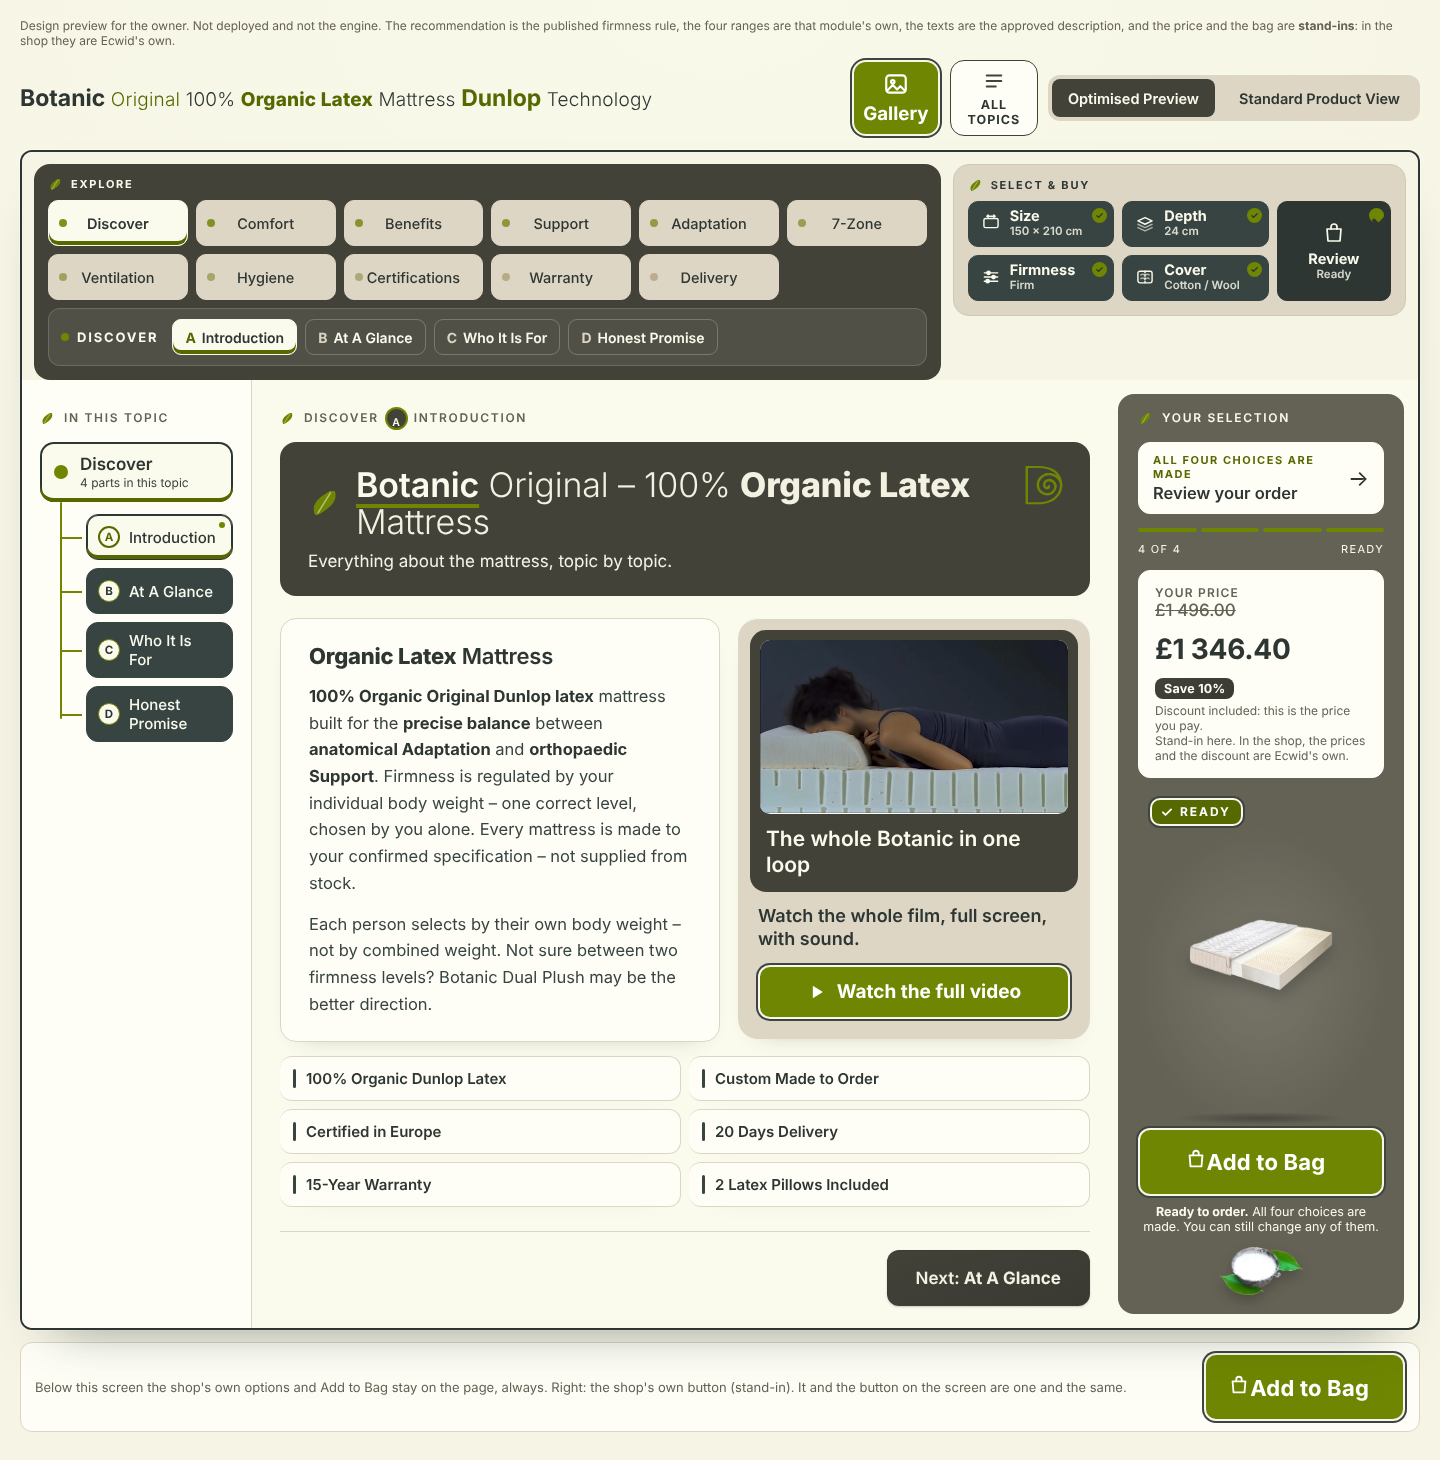 Design preview for the owner. Not deployed and not the engine. The recommendation is the published firmness rule, the four ranges are that module's own, the texts are the approved description, and the price and the bag are stand-ins: in the
shop they are Ecwid's own.
Botanic Original 100% Organic Latex Mattress Dunlop Technology
Gallery
ALL
TOPICS
Optimised Preview
Standard Product View
EXPLORE
Discover
Comfort
Benefits
Support
Adaptation
7-Zone
Ventilation
Hygiene
Certifications
Warranty
Delivery
DISCOVER
A Introduction
B At A Glance
C Who It Is For
D Honest Promise
SELECT & BUY
Size
150 × 210 cm
Depth
24 cm
Firmness
Firm
Cover
Cotton / Wool
Review
Ready
IN THIS TOPIC
Discover
4 parts in this topic
A Introduction
B At A Glance
C Who It Is
For
D Honest
Promise
DISCOVER A INTRODUCTION
Botanic Original – 100% Organic Latex
Mattress
Everything about the mattress, topic by topic.
Organic Latex Mattress
100% Organic Original Dunlop latex mattress
built for the precise balance between
anatomical Adaptation and orthopaedic
Support. Firmness is regulated by your
individual body weight – one correct level,
chosen by you alone. Every mattress is made to
your confirmed specification – not supplied from
stock.
Each person selects by their own body weight –
not by combined weight. Not sure between two
firmness levels? Botanic Dual Plush may be the
better direction.
The whole Botanic in one
loop
Watch the whole film, full screen,
with sound.
Watch the full video
100% Organic Dunlop Latex
Custom Made to Order
Certified in Europe
20 Days Delivery
15-Year Warranty
2 Latex Pillows Included
Next: At A Glance
YOUR SELECTION
ALL FOUR CHOICES ARE
MADE
Review your order
4 OF 4
READY
YOUR PRICE
£1 496.00
£1 346.40
Save 10%
Discount included: this is the price
you pay.
Stand-in here. In the shop, the prices
and the discount are Ecwid's own.
READY
Add to Bag
Ready to order. All four choices are
made. You can still change any of them.
Below this screen the shop's own options and Add to Bag stay on the page, always. Right: the shop's own button (stand-in). It and the button on the screen are one and the same.
Add to Bag